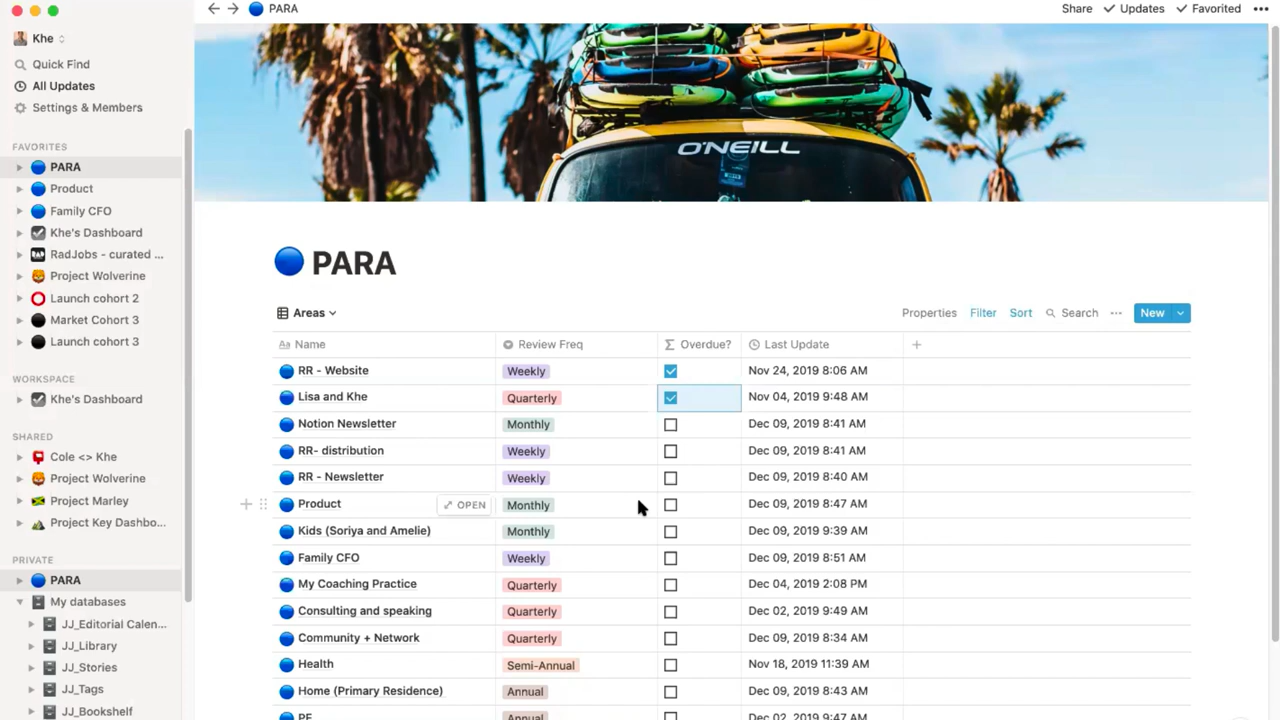 PARA
Share ✓ Updates ✓ Favorited •••
Khe
Quick Find
All Updates
Settings & Members
FAVORITES
PARA
Product
Family CFO
Khe's Dashboard
RadJobs - curated ...
Project Wolverine
Launch cohort 2
Market Cohort 3
Launch cohort 3
WORKSPACE
Khe's Dashboard
SHARED
Cole <> Khe
Project Wolverine
Project Marley
Project Key Dashbo...
PRIVATE
PARA
My databases
JJ_Editorial Calen...
JJ_Library
JJ_Stories
JJ_Tags
JJ_Bookshelf
O'NEILL
PARA
Areas
Properties Filter Sort Search ••• New
Aa Name Review Freq Σ Overdue? Last Update +
RR - Website Weekly Nov 24, 2019 8:06 AM
Lisa and Khe Quarterly Nov 04, 2019 9:48 AM
Notion Newsletter Monthly Dec 09, 2019 8:41 AM
RR- distribution Weekly Dec 09, 2019 8:41 AM
RR - Newsletter Weekly Dec 09, 2019 8:40 AM
Product OPEN Monthly Dec 09, 2019 8:47 AM
Kids (Soriya and Amelie) Monthly Dec 09, 2019 9:39 AM
Family CFO Weekly Dec 09, 2019 8:51 AM
My Coaching Practice Quarterly Dec 04, 2019 2:08 PM
Consulting and speaking Quarterly Dec 02, 2019 9:49 AM
Community + Network Quarterly Dec 09, 2019 8:34 AM
Health Semi-Annual Nov 18, 2019 11:39 AM
Home (Primary Residence) Annual Dec 09, 2019 8:43 AM
Annual Dec 02, 2019 9:47 AM